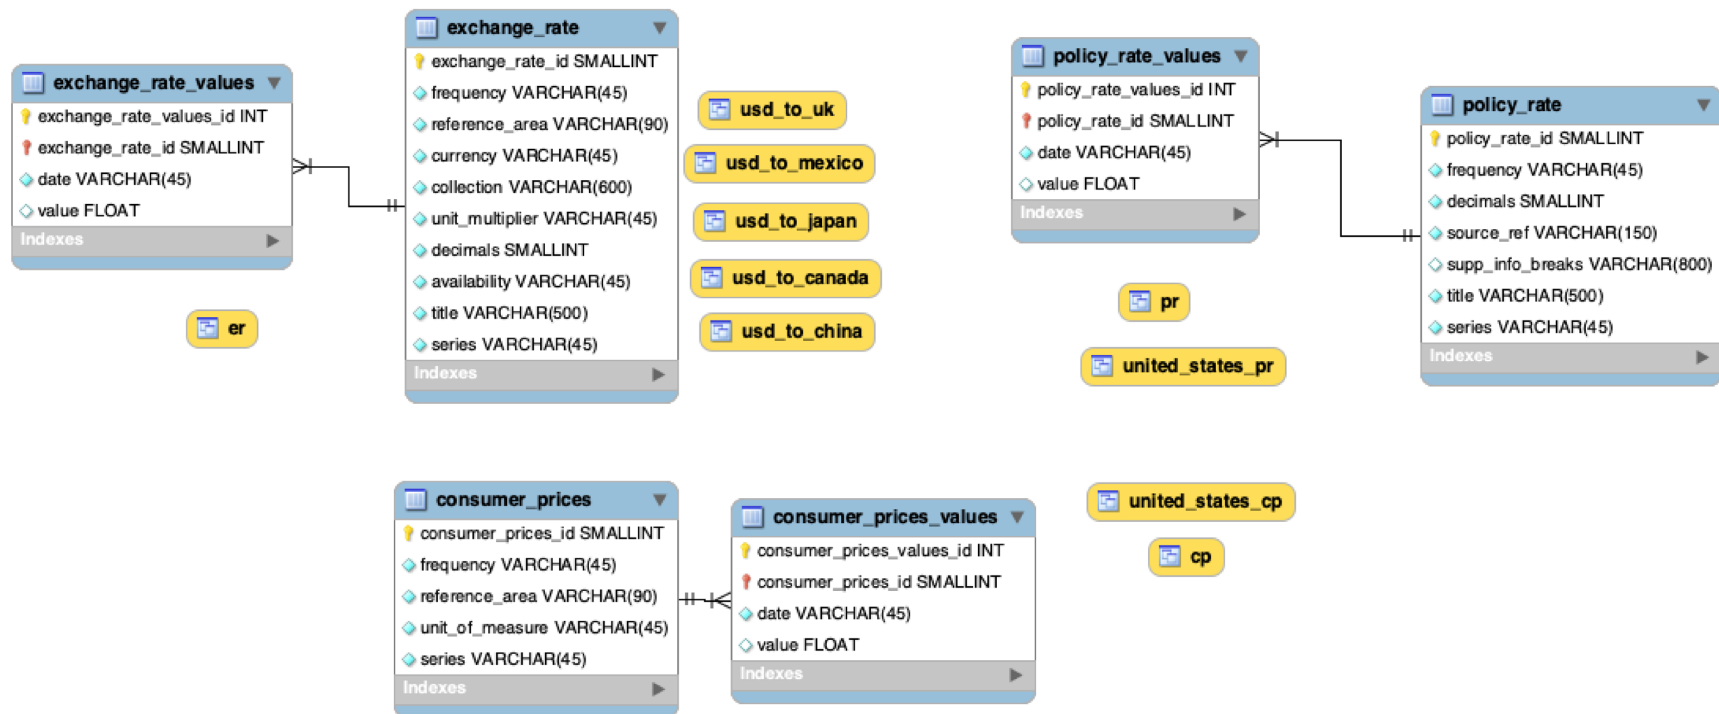 exchange_rate_values
exchange_rate_values_id INT
exchange_rate_id SMALLINT
date VARCHAR(45)
value FLOAT
Indexes
er
exchange_rate
exchange_rate_id SMALLINT
frequency VARCHAR(45)
reference_area VARCHAR(90)
currency VARCHAR(45)
collection VARCHAR(600)
unit_multiplier VARCHAR(45)
decimals SMALLINT
availability VARCHAR(45)
title VARCHAR(500)
series VARCHAR(45)
Indexes
usd_to_uk
usd_to_mexico
usd_to_japan
usd_to_canada
usd_to_china
policy_rate_values
policy_rate_values_id INT
policy_rate_id SMALLINT
date VARCHAR(45)
value FLOAT
Indexes
pr
united_states_pr
policy_rate
policy_rate_id SMALLINT
frequency VARCHAR(45)
decimals SMALLINT
source_ref VARCHAR(150)
supp_info_breaks VARCHAR(800)
title VARCHAR(500)
series VARCHAR(45)
Indexes
consumer_prices
consumer_prices_id SMALLINT
frequency VARCHAR(45)
reference_area VARCHAR(90)
unit_of_measure VARCHAR(45)
series VARCHAR(45)
Indexes
consumer_prices_values
consumer_prices_values_id INT
consumer_prices_id SMALLINT
date VARCHAR(45)
value FLOAT
Indexes
united_states_cp
cp